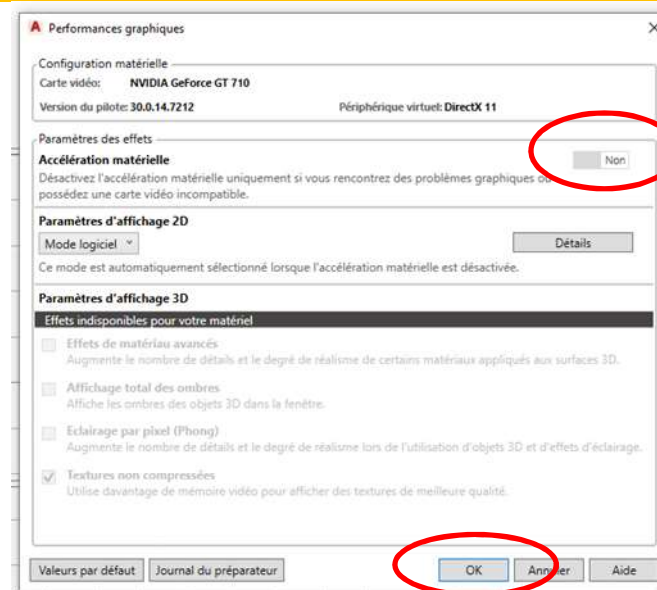 A Performances graphiques
Configuration matérielle
Carte vidéo: NVIDIA GeForce GT 710
Version du pilote: 30.0.14.7212 Périphérique virtuel: DirectX 11
Paramètres des effets
Accélération matérielle Non
Désactivez l'accélération matérielle uniquement si vous rencontrez des problèmes graphiques ou
possédez une carte vidéo incompatible.
Paramètres d'affichage 2D
Mode logiciel Détails
Ce mode est automatiquement sélectionné lorsque l'accélération matérielle est désactivée.
Paramètres d'affichage 3D
Effets indisponibles pour votre matériel
Effets de matériau avancés
Augmente le nombre de détails et le degré de réalisme de certains matériaux appliqués aux surfaces 3D.
Affichage total des ombres
Affiche les ombres des objets 3D dans la fenêtre.
Eclairage par pixel (Phong)
Augmente le nombre de détails et le degré de réalisme lors de l'utilisation d'objets 3D et d'effets d'éclairage.
Textures non compressées
Utilise davantage de mémoire vidéo pour afficher des textures de meilleure qualité.
Valeurs par défaut Journal du préparateur OK Annuler Aide